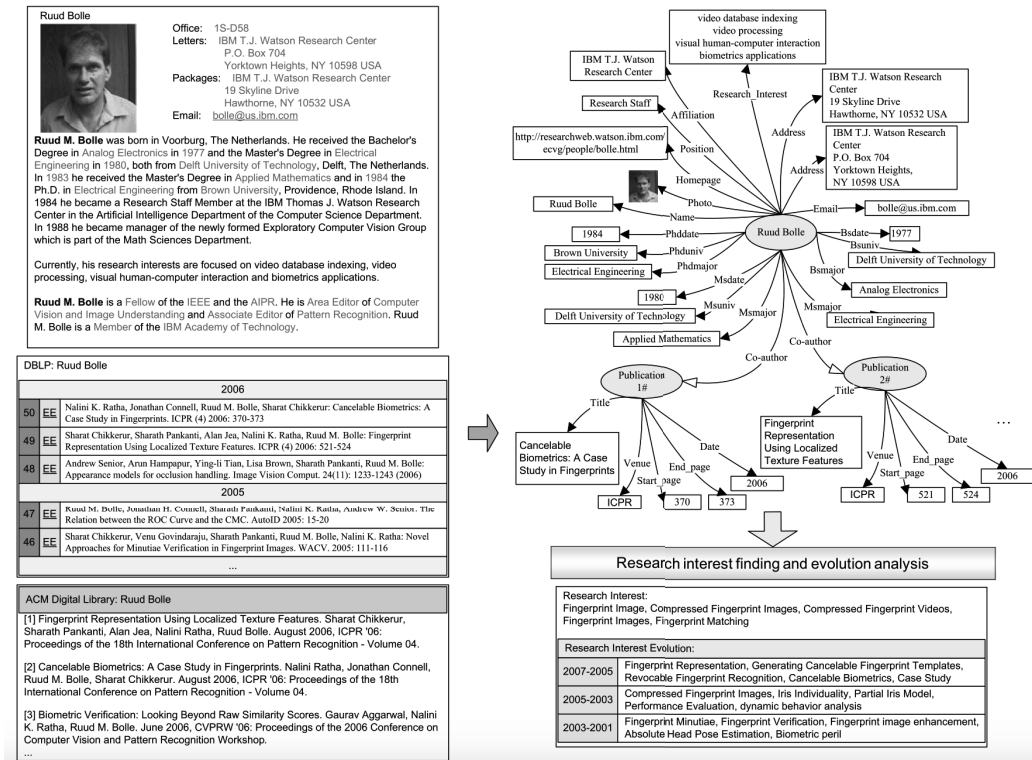 Ruud Bolle
Office: 1S-D58
Letters: IBM T.J. Watson Research Center
P.O. Box 704
Yorktown Heights, NY 10598 USA
Packages: IBM T.J. Watson Research Center
19 Skyline Drive
Hawthorne, NY 10532 USA
Email: bolle@us.ibm.com
Ruud M. Bolle was born in Voorburg, The Netherlands. He received the Bachelor's
Degree in Analog Electronics in 1977 and the Master's Degree in Electrical
Engineering in 1980, both from Delft University of Technology, Delft, The Netherlands.
In 1983 he received the Master's Degree in Applied Mathematics and in 1984 the
Ph.D. in Electrical Engineering from Brown University, Providence, Rhode Island. In
1984 he became a Research Staff Member at the IBM Thomas J. Watson Research
Center in the Artificial Intelligence Department of the Computer Science Department.
In 1988 he became manager of the newly formed Exploratory Computer Vision Group
which is part of the Math Sciences Department.
Currently, his research interests are focused on video database indexing, video
processing, visual human-computer interaction and biometrics applications.
Ruud M. Bolle is a Fellow of the IEEE and the AIPR. He is Area Editor of Computer
Vision and Image Understanding and Associate Editor of Pattern Recognition. Ruud
M. Bolle is a Member of the IBM Academy of Technology.
DBLP: Ruud Bolle
2006
50 EE Nalini K. Ratha, Jonathan Connell, Ruud M. Bolle, Sharat Chikkerur: Cancelable Biometrics: A
Case Study in Fingerprints. ICPR (4) 2006: 370-373
49 EE Sharat Chikkerur, Sharath Pankanti, Alan Jea, Nalini K. Ratha, Ruud M. Bolle: Fingerprint
Representation Using Localized Texture Features. ICPR (4) 2006: 521-524
48 EE Andrew Senior, Arun Hampapur, Ying-li Tian, Lisa Brown, Sharath Pankanti, Ruud M. Bolle:
Appearance models for occlusion handling. Image Vision Comput. 24(11): 1233-1243 (2006)
2005
47 EE Ruud M. Bolle, Jonathan H. Connell, Sharath Pankanti, Nalini K. Ratha, Andrew W. Senior: The
Relation between the ROC Curve and the CMC. AutoID 2005: 15-20
46 EE Sharat Chikkerur, Venu Govindaraju, Sharath Pankanti, Ruud M. Bolle, Nalini K. Ratha: Novel
Approaches for Minutiae Verification in Fingerprint Images. WACV. 2005: 111-116
...
ACM Digital Library: Ruud Bolle
[1] Fingerprint Representation Using Localized Texture Features. Sharat Chikkerur,
Sharath Pankanti, Alan Jea, Nalini Ratha, Ruud Bolle. August 2006, ICPR '06:
Proceedings of the 18th International Conference on Pattern Recognition - Volume 04.
[2] Cancelable Biometrics: A Case Study in Fingerprints. Nalini Ratha, Jonathan Connell,
Ruud M. Bolle, Sharat Chikkerur. August 2006, ICPR '06: Proceedings of the 18th
International Conference on Pattern Recognition - Volume 04.
[3] Biometric Verification: Looking Beyond Raw Similarity Scores. Gaurav Aggarwal, Nalini
K. Ratha, Ruud M. Bolle. June 2006, CVPRW '06: Proceedings of the 2006 Conference on
Computer Vision and Pattern Recognition Workshop.
...
video database indexing
video processing
visual human-computer interaction
biometrics applications
IBM T.J. Watson
Research Center
Research_Interest
IBM T.J. Watson Research
Center
19 Skyline Drive
Hawthorne, NY 10532 USA
Research Staff
Affiliation
Address
http://researchweb.watson.ibm.com/
ecvg/people/bolle.html
Position
IBM T.J. Watson Research
Center
P.O. Box 704
Yorktown Heights,
NY 10598 USA
Address
Homepage
Photo
Ruud Bolle
Name
Email
bolle@us.ibm.com
1984
Phddate
Ruud Bolle
Bsdate
1977
Brown University
Phduniv
Bsuniv
Delft University of Technology
Electrical Engineering
Phdmajor
Bsmajor
Analog Electronics
Msdate
1980
Msuniv
Delft University of Technology
Msmajor
Msmajor
Electrical Engineering
Applied Mathematics
Co-author
Co-author
Publication
1#
Publication
2#
Title
Title
Cancelable
Biometrics: A Case
Study in Fingerprints
Venue
Start_page
End_page
Date
ICPR
370
373
2006
Fingerprint
Representation
Using Localized
Texture Features
Venue
Start_page
End_page
Date
ICPR
521
524
2006
...
Research interest finding and evolution analysis
Research Interest:
Fingerprint Image, Compressed Fingerprint Images, Compressed Fingerprint Videos,
Fingerprint Images, Fingerprint Matching
Research Interest Evolution:
2007-2005 Fingerprint Representation, Generating Cancelable Fingerprint Templates,
Revocable Fingerprint Recognition, Cancelable Biometrics, Case Study
2005-2003 Compressed Fingerprint Images, Iris Individuality, Partial Iris Model,
Performance Evaluation, dynamic behavior analysis
2003-2001 Fingerprint Minutiae, Fingerprint Verification, Fingerprint image enhancement,
Absolute Head Pose Estimation, Biometric peril